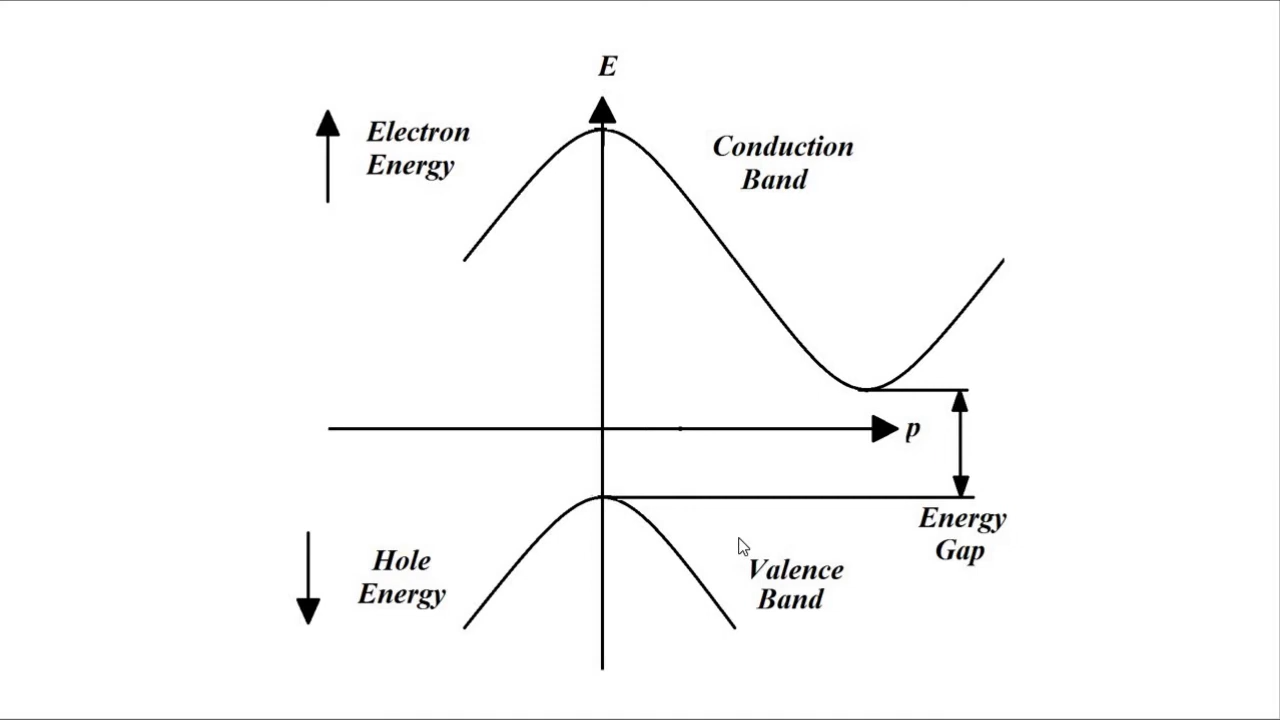 E
Electron
Energy
Conduction
Band
p
Energy
Gap
Hole
Energy
Valence
Band